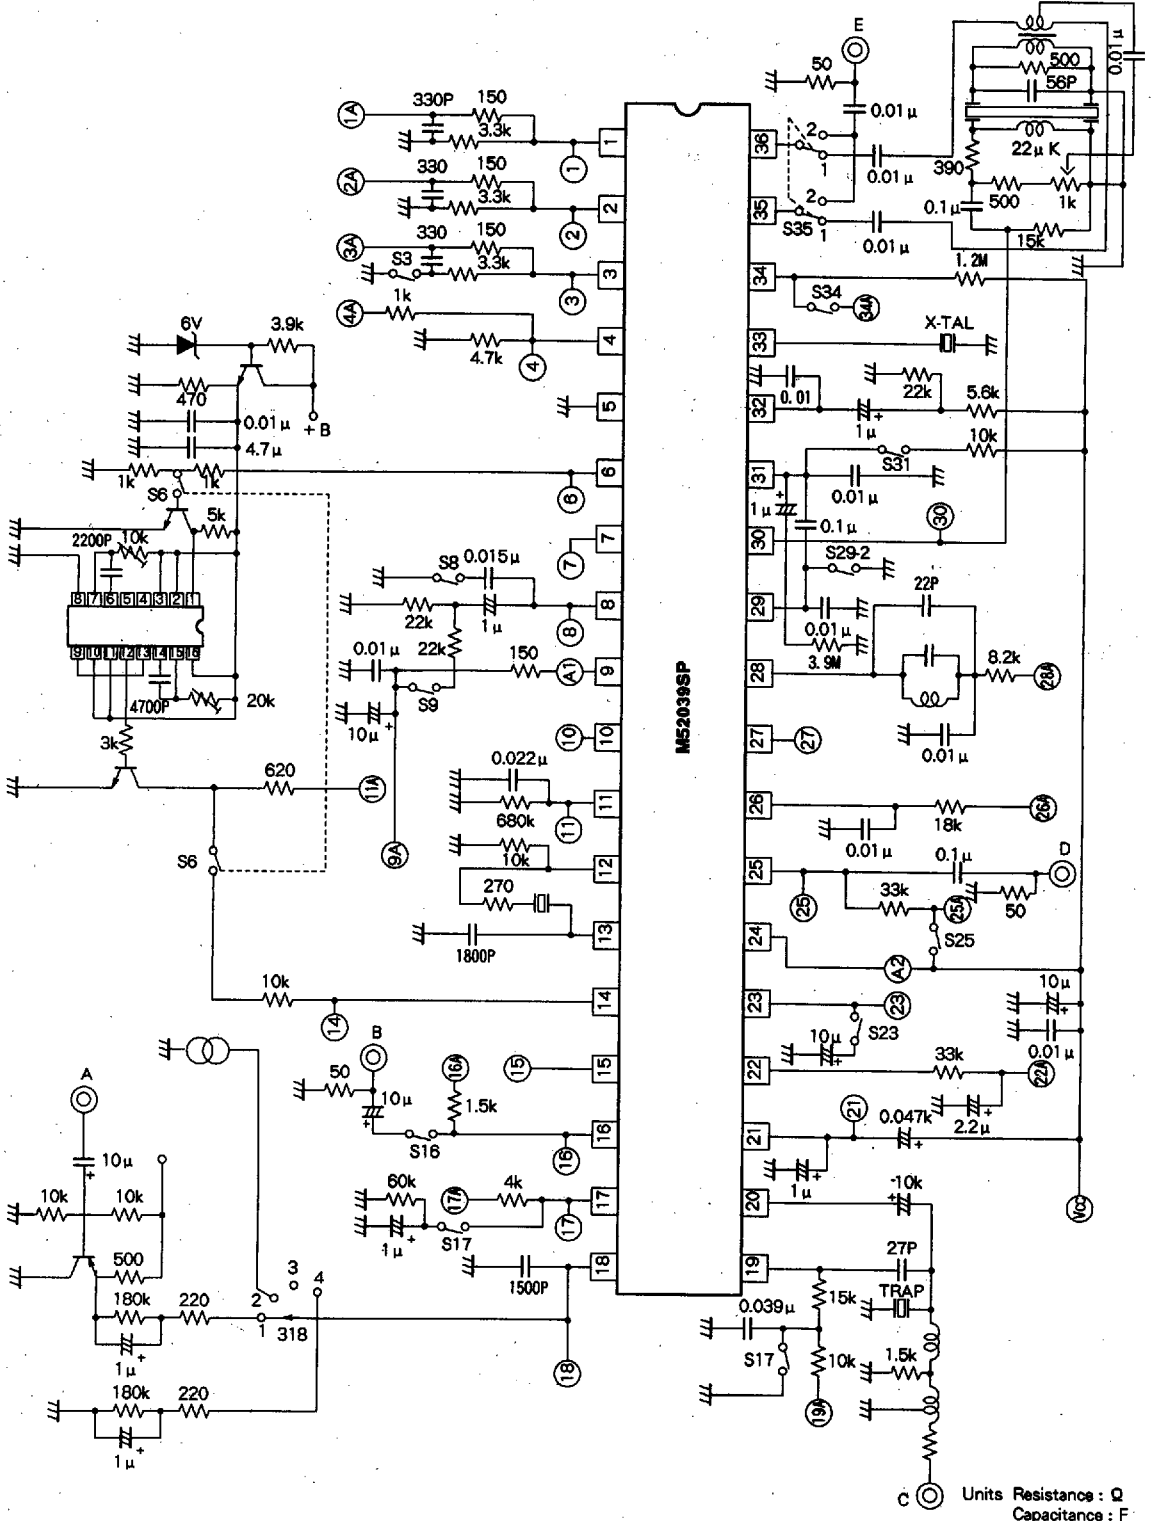 E
50
0.01μ
0.01μ
500
56P
22μ K
390
500
1k
0.1μ
15k
1A
330P
150
3.3k
1
1
2A
330
150
3.3k
2
2
3A
330
150
S3
3.3k
3
3
4A
1k
4.7k
4
4
36
2
1
0.01μ
35
2
S35
1
0.01μ
34
1.2M
S34
34A
33
X-TAL
0.01
22k
32
1μ
5.6k
6V
3.9k
470
0.01μ
+B
4.7μ
5
1k
1k
6
6
S6
5k
2200P
10k
8 7 6 5 4 3 2 1
9 10 11 12 13 14 15 16
4700P
20k
3k
620
11A
S6
31
S31
10k
0.01μ
1μ
+
0.1μ
30
30
S29-2
29
0.01μ
3.9M
22P
28
8.2k
28A
0.01μ
7
7
S8
0.015μ
22k
1μ
8
8
22k
0.01μ
150
A1
9
S9
10μ
+
9A
10
10
0.022μ
680k
11
11
10k
12
270
13
1800P
M52039SP
27
27
26
18k
26A
0.01μ
25
0.1μ
D
25
33k
25A
50
24
S25
A2
23
23
10μ
+
S23
10μ
+
0.01μ
22
33k
22A
2.2μ
+
21
21
0.047k
+
1μ
+
Vcc
20
+
10k
19
27P
TRAP
15k
0.039μ
S17
10k
19A
1.5k
C
10k
14
14
15
15
B
50
10μ
+
16A
1.5k
S16
16
16
60k
17A
4k
17
17
1μ
+
S17
18
1500P
18
A
10μ
+
10k
10k
500
180k
220
1μ
+
2
3
4
1
318
180k
220
1μ
+
Units Resistance : Ω
Capacitance : F